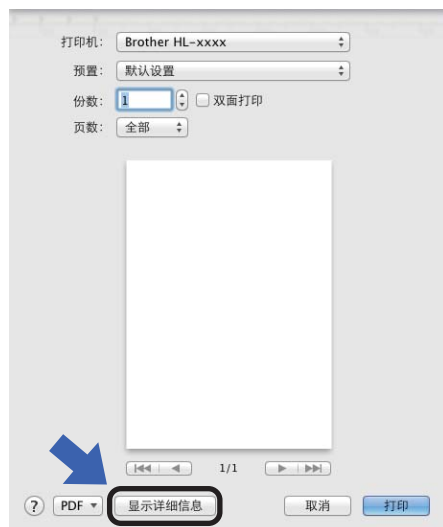 打印机: Brother HL-xxxx
预置: 默认设置
份数: 1 双面打印
页数: 全部
1/1
? PDF 显示详细信息 取消 打印